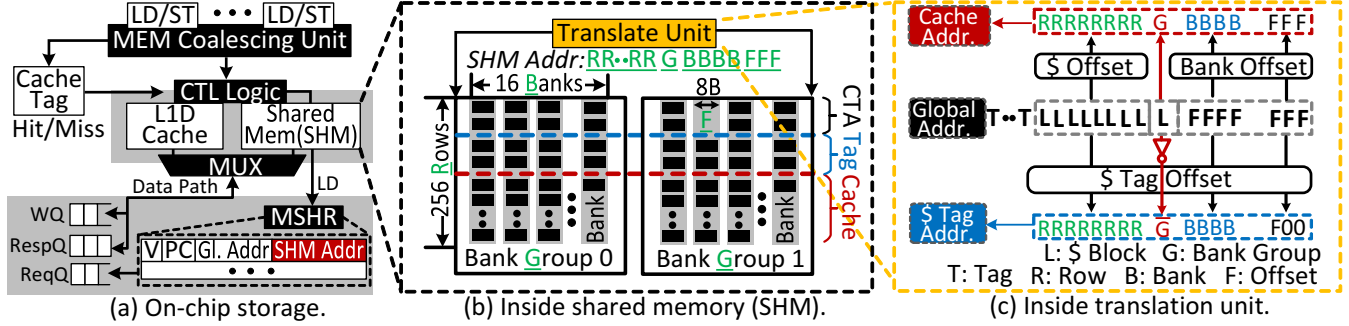 LD/ST
LD/ST
MEM Coalescing Unit
Cache
Tag
Hit/Miss
CTL Logic
L1D
Cache
Shared
Mem(SHM)
MUX
Data Path
LD
WQ
RespQ
ReqQ
MSHR
V PC Gl. Addr SHM Addr
(a) On-chip storage.
Translate Unit
SHM Addr: RR··RR G BBBB FFF
16 Banks
8B
F
256 Rows
Bank
Bank
CTA
Tag
Cache
Bank Group 0
Bank Group 1
(b) Inside shared memory (SHM).
Cache
Addr.
RRRRRRRR G BBBB FFF
$ Offset
Bank Offset
Global
Addr.
T··T LLLLLLLL L FFFF FFF
$ Tag Offset
$ Tag
Addr.
RRRRRRRR G BBBB F00
L: $ Block G: Bank Group
T: Tag R: Row B: Bank F: Offset
(c) Inside translation unit.